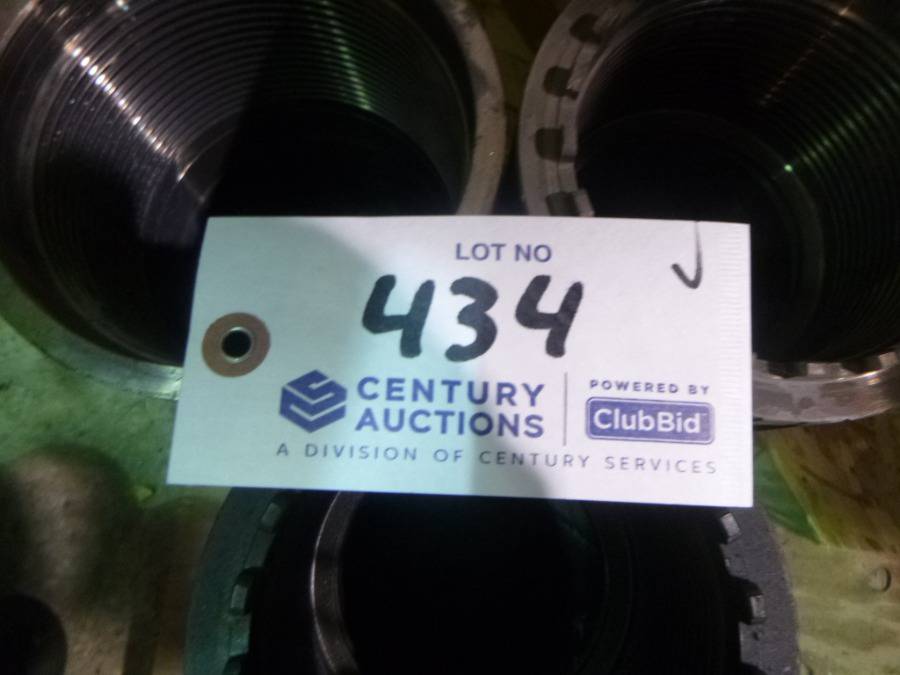 LOT NO
434
CENTURY
AUCTIONS
POWERED BY
ClubBid
A DIVISION OF CENTURY SERVICES